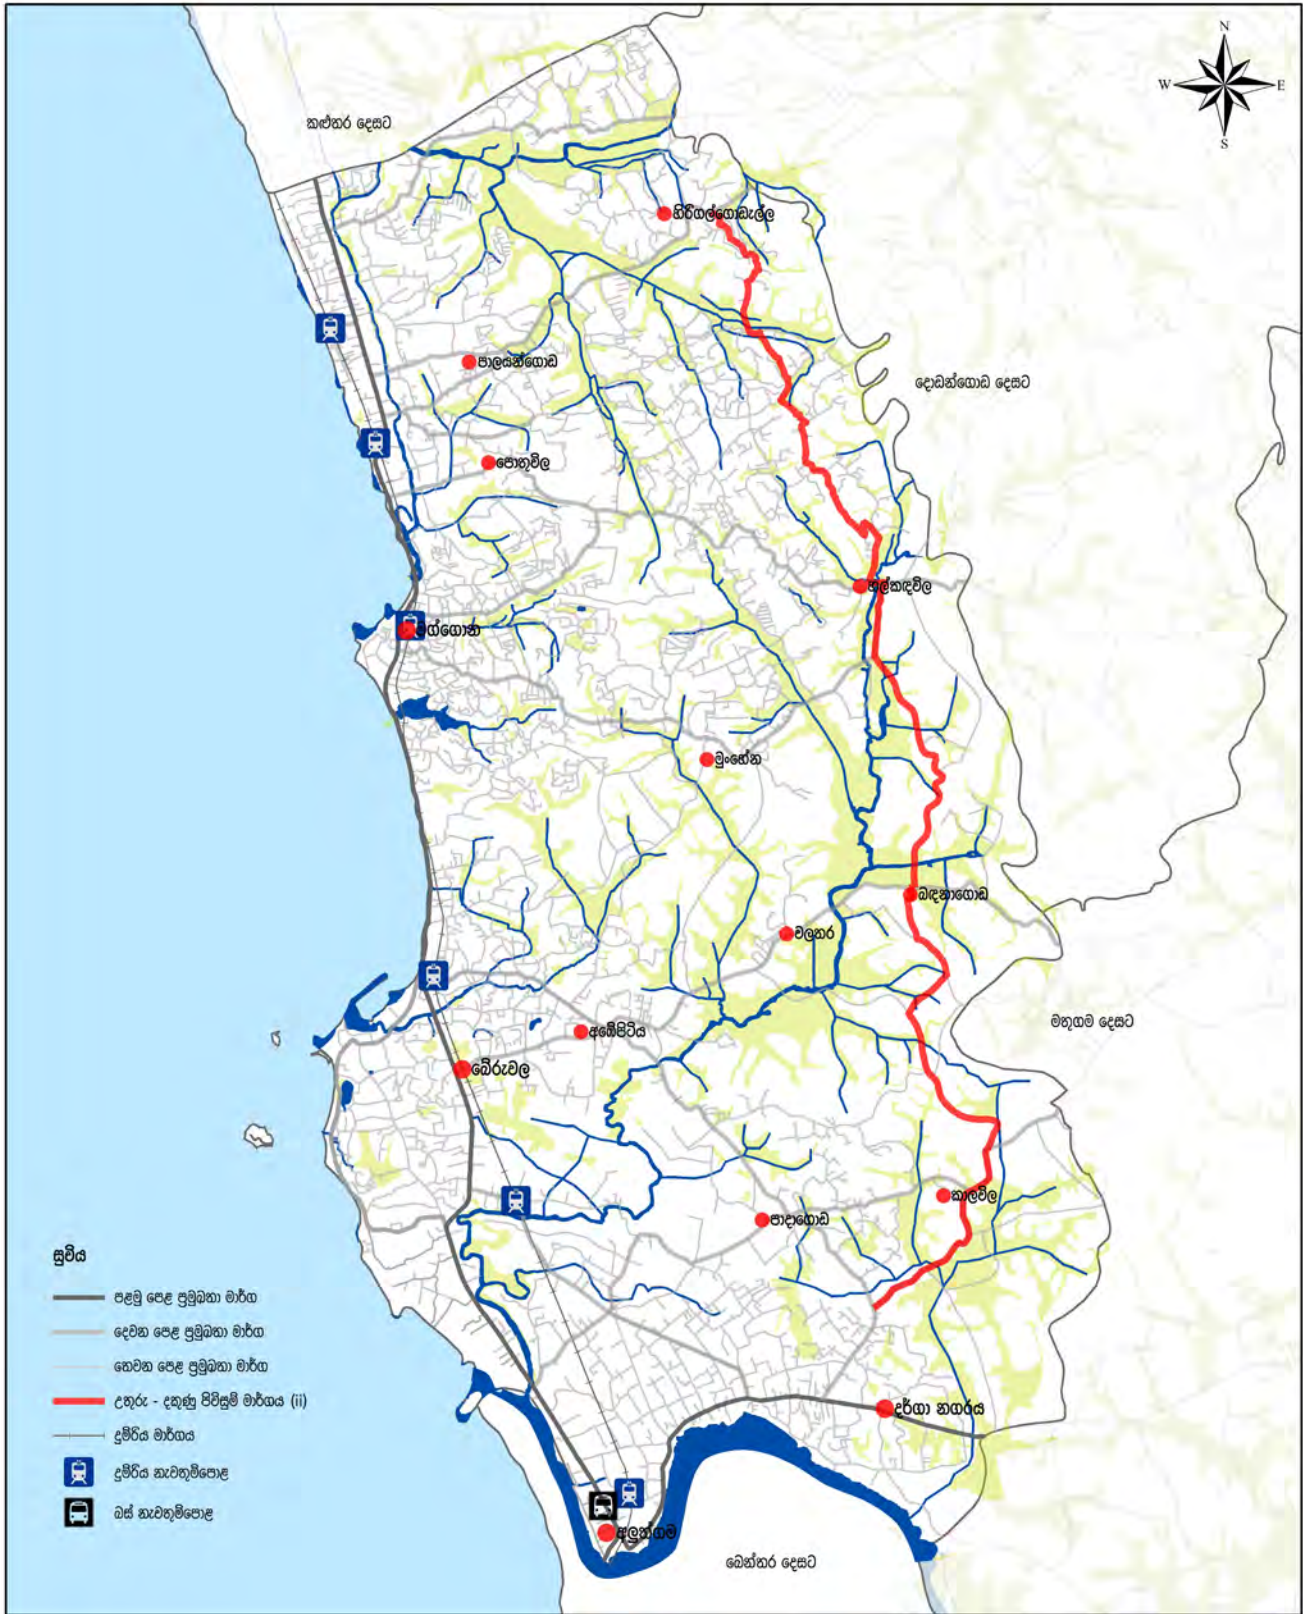 N
W E
S
කළුතර දෙසට
හිරිගල්ගොඩැල්ල
පාලයන්ගොඩ
දොඩන්ගොඩ දෙසට
පොතුවිල
හල්කඳවිල
මග්ගොන
මුංහේන
බඳනාගොඩ
වලතර
මතුගම දෙසට
අඹේපිටිය
බේරුවල
කාලවිල
පාදාගොඩ
සූචිය
පළමු පෙළ ප්‍රමුඛතා මාර්ග
දෙවන පෙළ ප්‍රමුඛතා මාර්ග
තෙවන පෙළ ප්‍රමුඛතා මාර්ග
උතුරු - දකුණු පිවිසුම් මාර්ගය (ii)
දුම්රිය මාර්ගය
දුම්රිය නැවතුම්පොළ
බස් නැවතුම්පොළ
දර්ගා නගරය
අලුත්ගම
බෙන්තර දෙසට